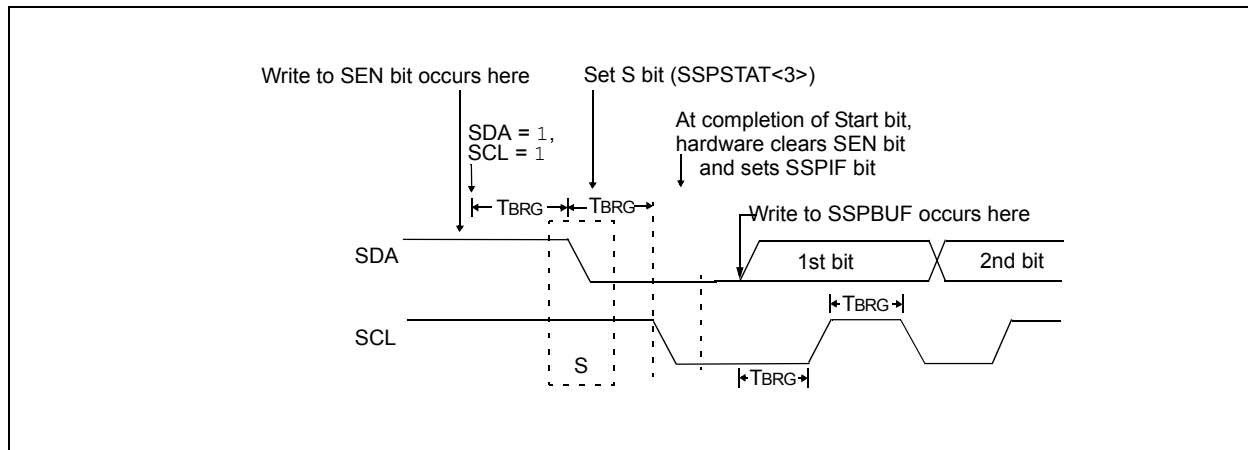 Write to SEN bit occurs here
Set S bit (SSPSTAT<3>)
SDA = 1,
SCL = 1
At completion of Start bit,
hardware clears SEN bit
and sets SSPIF bit
TBRG
TBRG
Write to SSPBUF occurs here
SDA
1st bit
2nd bit
TBRG
SCL
S
TBRG